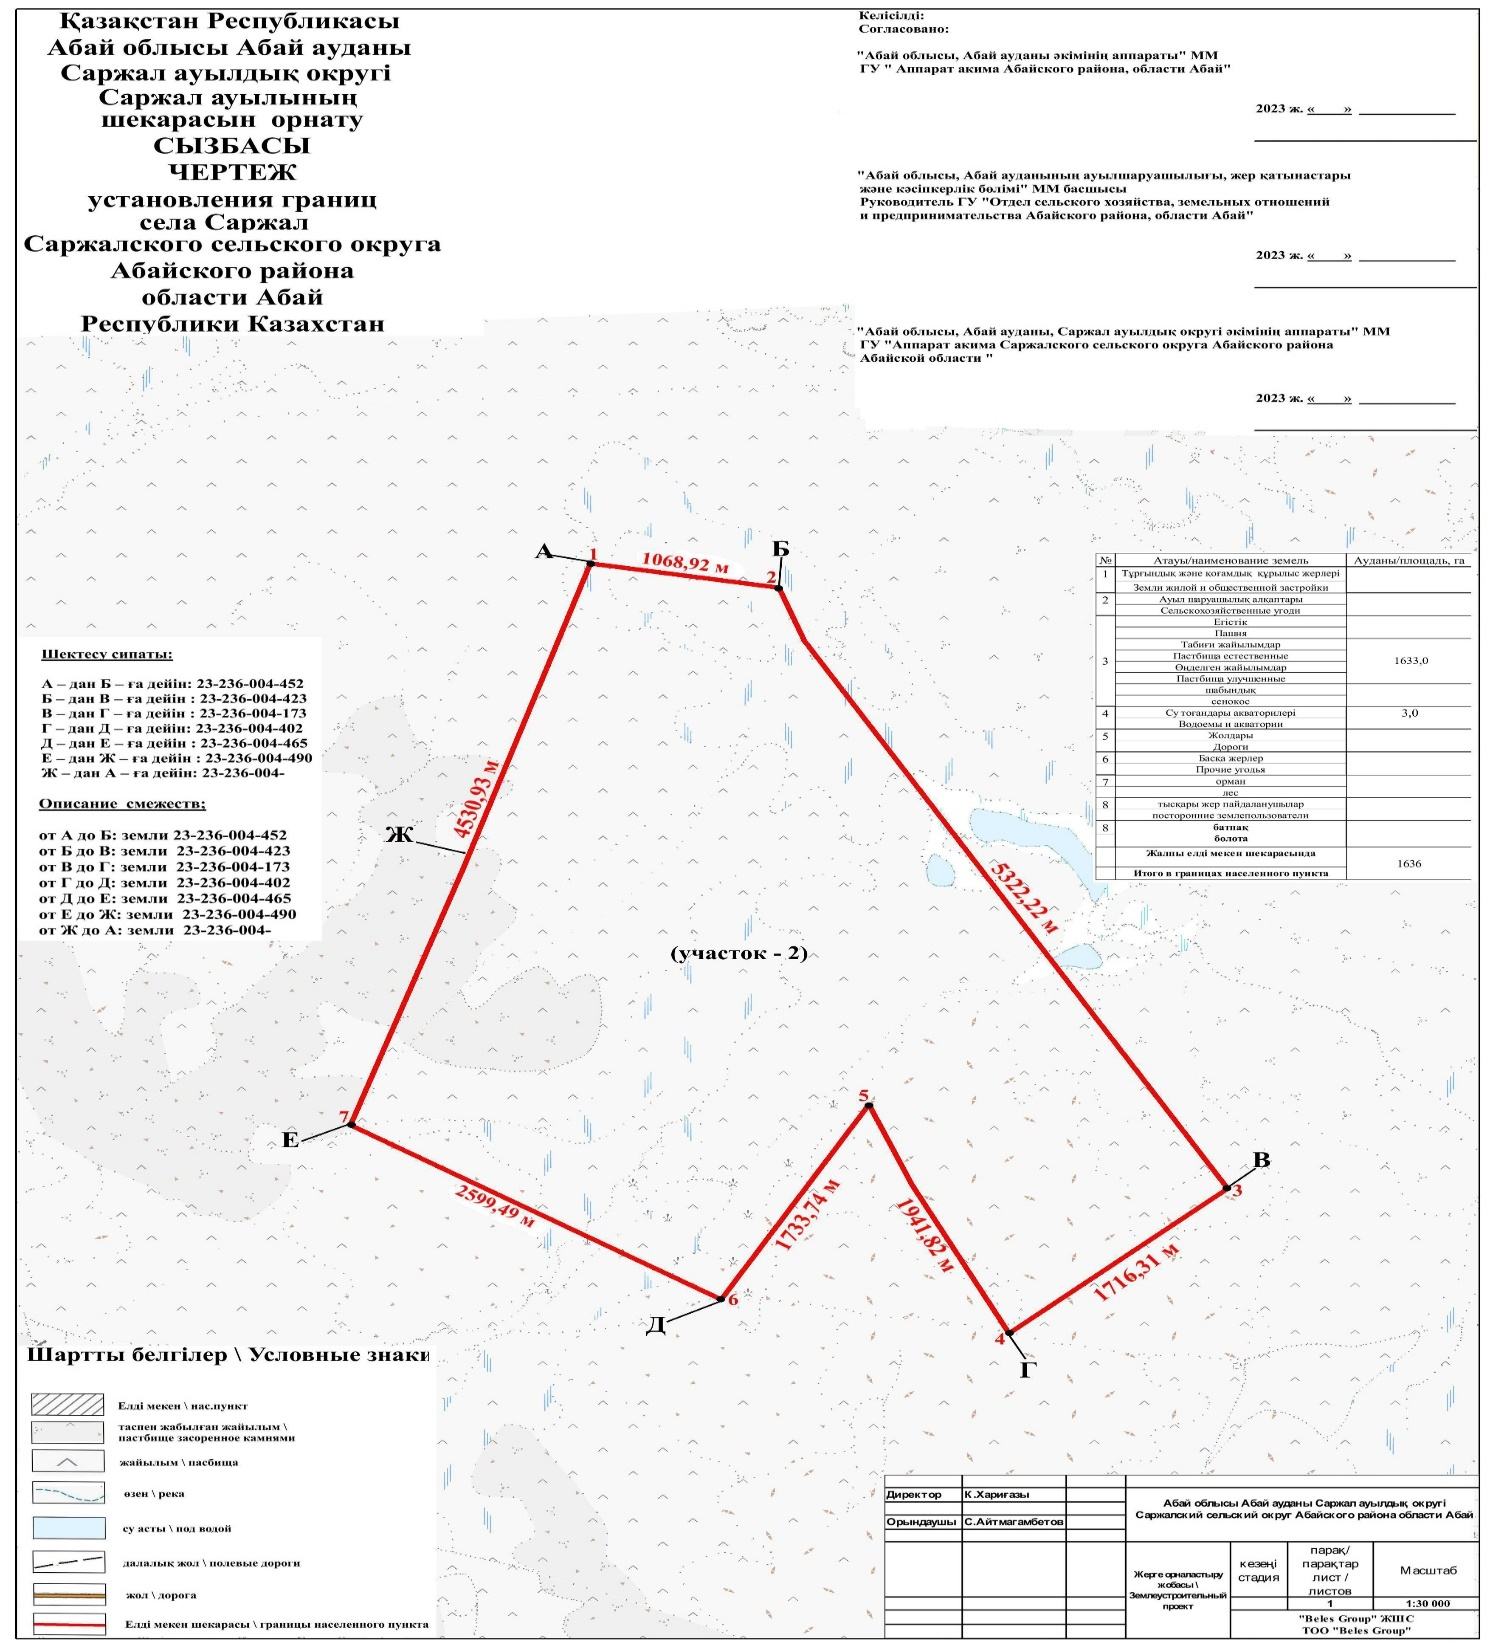 Қазақстан Республикасы
Абай облысы Абай ауданы
Саржал ауылдық округі
Саржал ауылының
шекарасын орнату
СЫЗБАСЫ
ЧЕРТЕЖ
установления границ
села Саржал
Саржалского сельского округа
Абайского района
области Абай
Республики Казахстан
Келісілді:
Согласовано:
"Абай облысы, Абай ауданы әкімінің аппараты" ММ
ГУ " Аппарат акима Абайского района, области Абай"
2023 ж. «____» ____________
"Абай облысы, Абай ауданының ауылшаруашылығы, жер қатынастары
және кәсіпкерлік бөлімі" ММ басшысы
Руководитель ГУ "Отдел сельского хозяйства, земельных отношений
и предпринимательства Абайского района, области Абай"
2023 ж. «____» ____________
"Абай облысы, Абай ауданы, Саржал ауылдық округі әкімінің аппараты" ММ
ГУ "Аппарат акима Саржалского сельского округа Абайского района
Абайской области "
2023 ж. «____» ____________
А
1
1068,92 м
Б
2
№ Атауы/наименование земель Ауданы/площадь, га
1 Тұрғындық және қоғамдық құрылыс жерлері
Земли жилой и общественной застройки
2 Ауыл шаруашылық алқаптары
Сельскохозяйственные угоди
Егістік
Пашня
Табиғи жайылымдар
Пастбища естественные
3 1633,0
Өңделген жайылымдар
Пастбища улучшенные
шабындық
сенокос
4 Су тоғандары акваторилері 3,0
Водоемы и акватории
5 Жолдары
Дороги
6 Басқа жерлер
Прочие угодья
7 орман
лес
8 тысқары жер пайдаланушылар
посторонние землепользователи
8 батпақ
болота
Жалпы елді мекен шекарасында
1636
Итого в границах населенного пункта
Шектесу сипаты:
А – дан Б – ға дейін: 23-236-004-452
Б – дан В – ға дейін : 23-236-004-423
В – дан Г – ға дейін : 23-236-004-173
Г – дан Д – ға дейін: 23-236-004-402
Д – дан Е – ға дейін : 23-236-004-465
Е – дан Ж – ға дейін : 23-236-004-490
Ж – дан А – ға дейін: 23-236-004-
Описание смежеств:
от А до Б: земли 23-236-004-452
от Б до В: земли 23-236-004-423
от В до Г: земли 23-236-004-173
от Г до Д: земли 23-236-004-402
от Д до Е: земли 23-236-004-465
от Е до Ж: земли 23-236-004-490
от Ж до А: земли 23-236-004-
4530,93 м
Ж
5322,22 м
(участок - 2)
5
7
Е
В
3
2599,49 м
1733,74 м
1941,82 м
1716,31 м
6
Д
4
Г
Шартты белгілер \ Условные знаки
Елді мекен \ нас.пункт
таспен жабылған жайылым \
пастбище засоренное камнями
жайылым \ пасбища
өзен \ река
су асты \ под водой
далалық жол \ полевые дороги
жол \ дорога
Елді мекен шекарасы \ границы населенного пункта
Директор К.Хариғазы
Орындаушы С.Айтмагамбетов
Абай облысы Абай ауданы Саржал ауылдық округі
Саржалский сельский округ Абайского района области Абай
Жерге орналастыру
жобасы \
Землеустроительный
проект
кезеңі
стадия
парақ/
парақтар
лист /
листов
Масштаб
1 1:30 000
"Beles Group" ЖШС
ТОО "Beles Group"